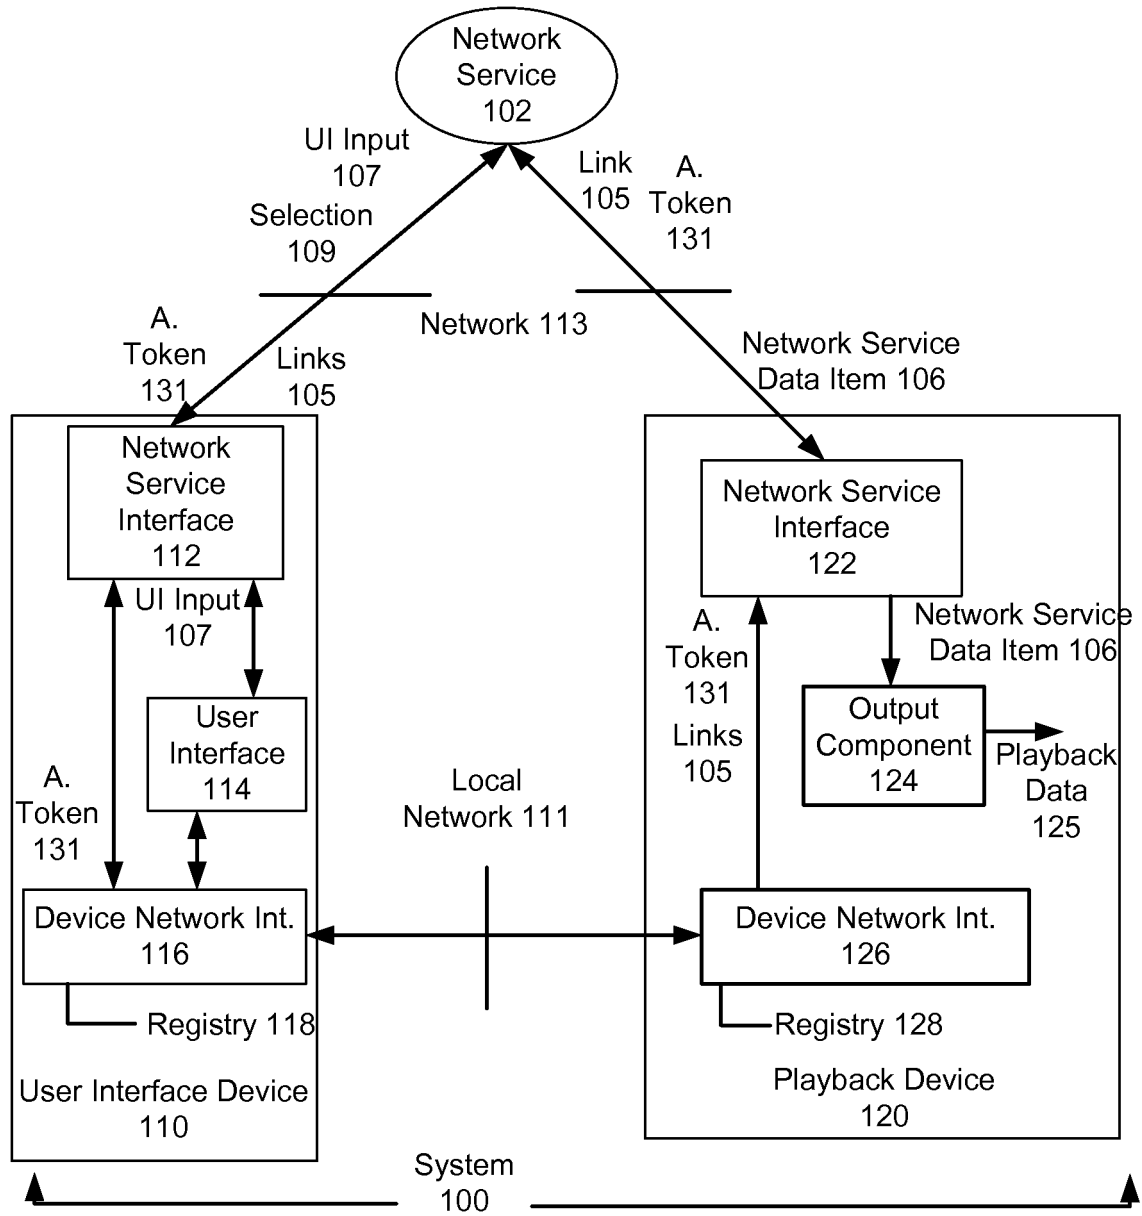 Network
Service
102
UI Input
107
Selection
109
Link
105
A.
Token
131
Network 113
A.
Token
131
Links
105
Network Service
Data Item 106
Network
Service
Interface
112
UI Input
107
User
Interface
114
A.
Token
131
Device Network Int.
116
Registry 118
User Interface Device
110
Local
Network 111
Network Service
Interface
122
A.
Token
131
Links
105
Network Service
Data Item 106
Output
Component
124
Playback
Data
125
Device Network Int.
126
Registry 128
Playback Device
120
System
100